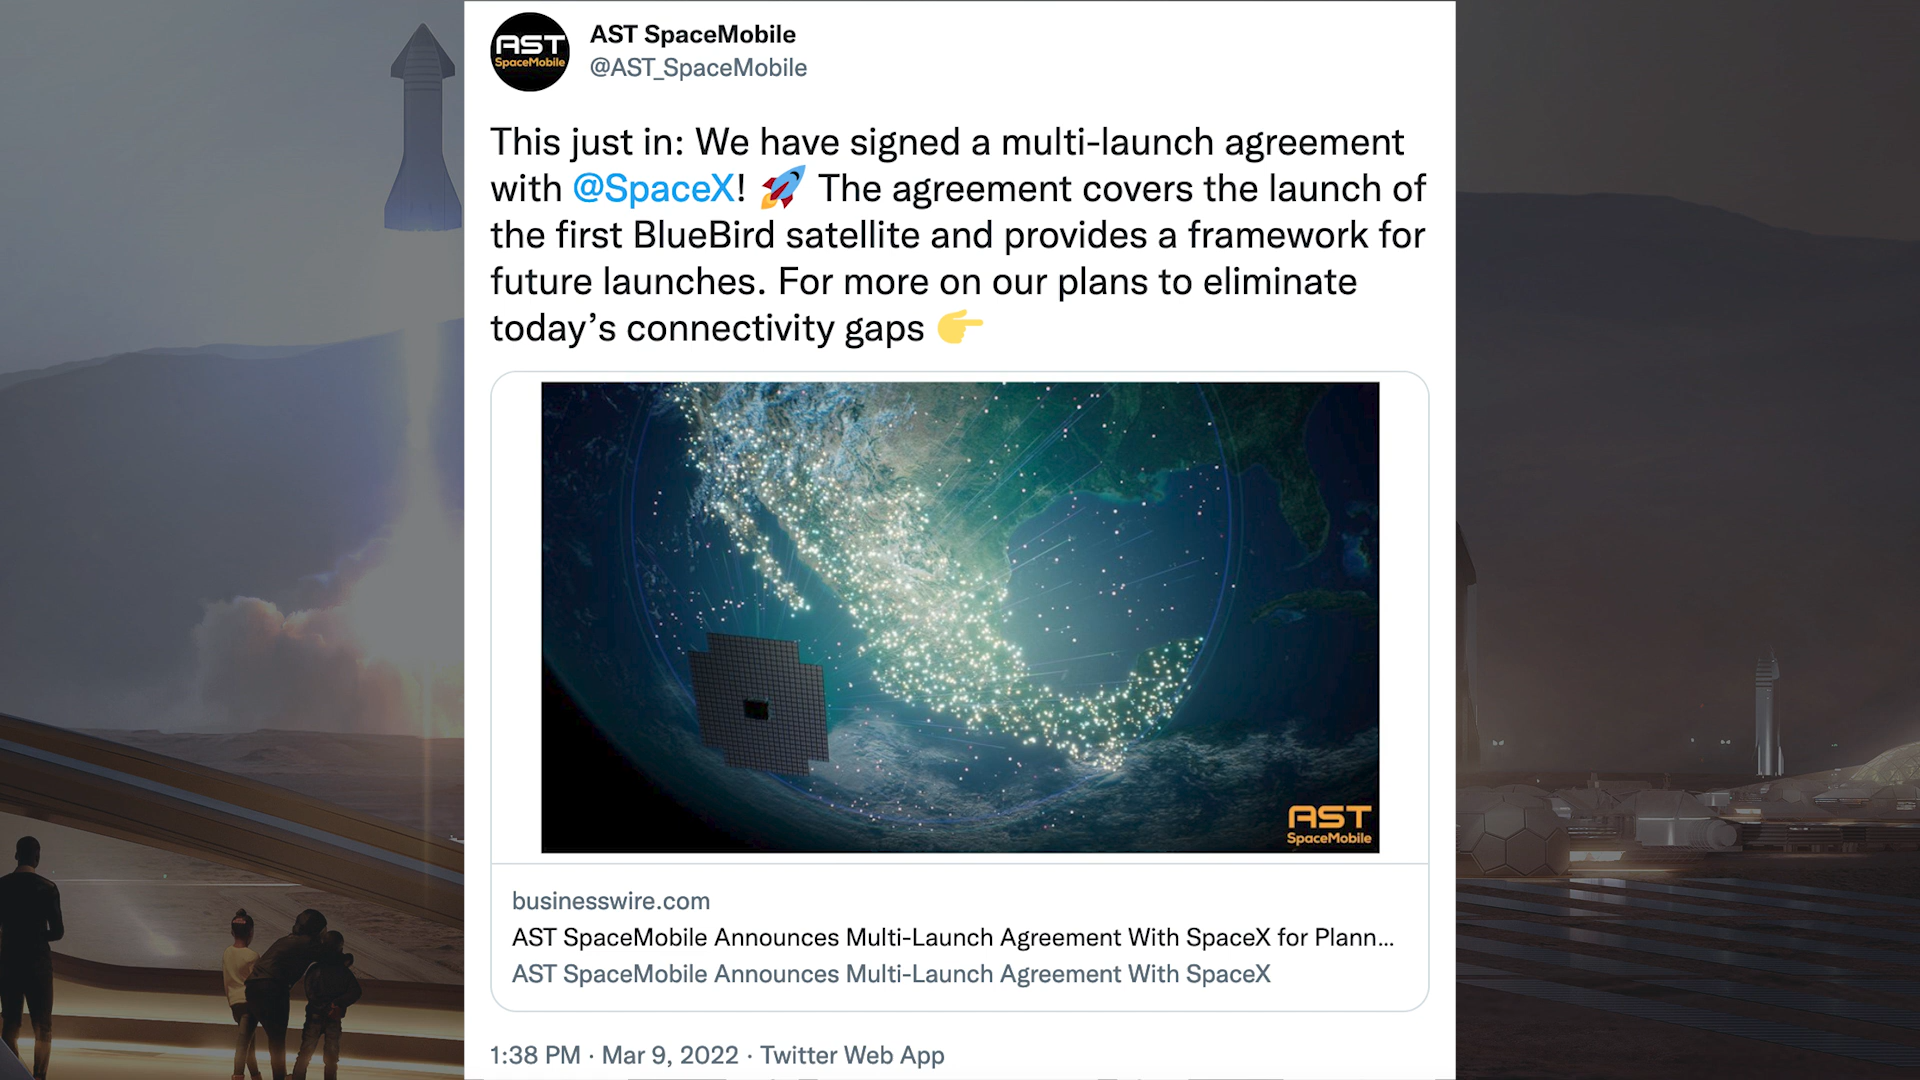 AST
SpaceMobile
AST SpaceMobile
@AST_SpaceMobile
This just in: We have signed a multi-launch agreement
with @SpaceX! 🚀 The agreement covers the launch of
the first BlueBird satellite and provides a framework for
future launches. For more on our plans to eliminate
today’s connectivity gaps 👉
AST
SpaceMobile
businesswire.com
AST SpaceMobile Announces Multi-Launch Agreement With SpaceX for Plann...
AST SpaceMobile Announces Multi-Launch Agreement With SpaceX
1:38 PM · Mar 9, 2022 · Twitter Web App